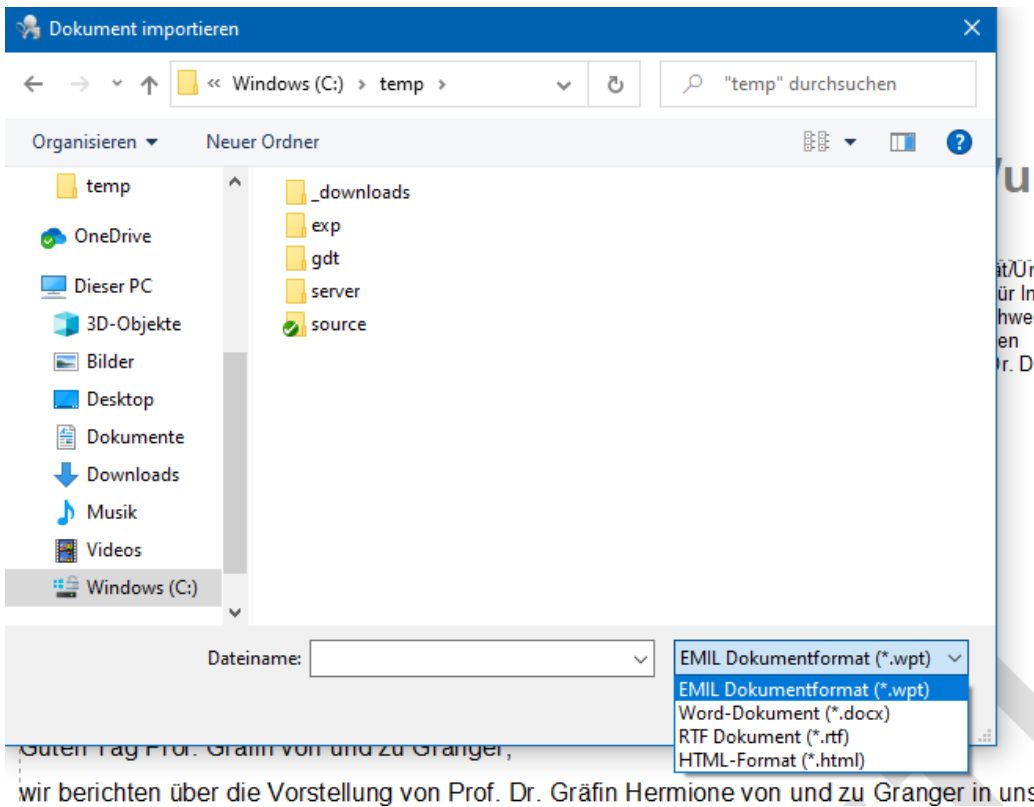 Dokument importieren
« Windows (C:) › temp ›
"temp" durchsuchen
Organisieren
Neuer Ordner
temp
OneDrive
Dieser PC
3D-Objekte
Bilder
Desktop
Dokumente
Downloads
Musik
Videos
Windows (C:)
_downloads
exp
gdt
server
source
Dateiname:
EMIL Dokumentformat (*.wpt)
EMIL Dokumentformat (*.wpt)
Word-Dokument (*.docx)
RTF Dokument (*.rtf)
HTML-Format (*.html)
Guten Tag Prof. Gräfin von und zu Granger,
wir berichten über die Vorstellung von Prof. Dr. Gräfin Hermione von und zu Granger in uns